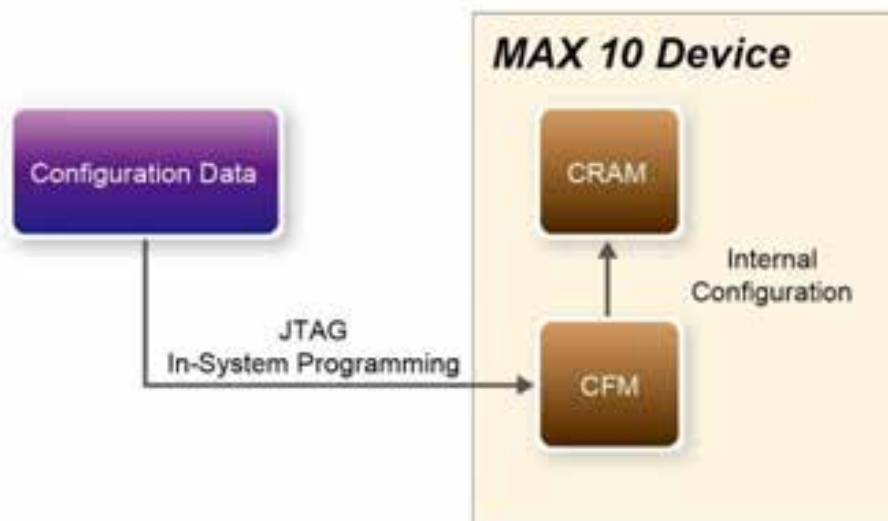 MAX 10 Device
Configuration Data
CRAM
Internal
Configuration
JTAG
In-System Programming
CFM